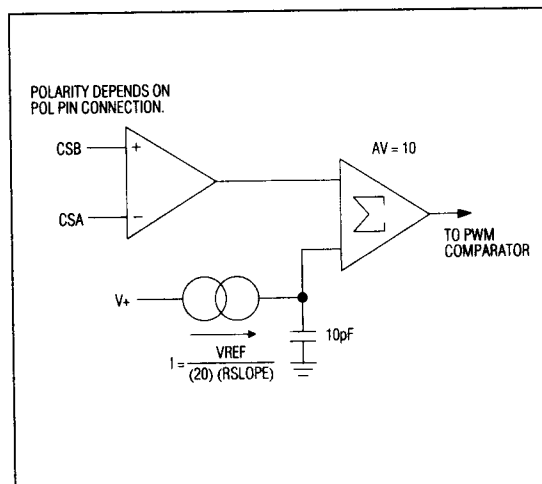 POLARITY DEPENDS ON
POL PIN CONNECTION.
CSB
+
AV = 10
CSA
−
Σ
TO PWM
COMPARATOR
V+
10pF
I = VREF
(20) (RSLOPE)